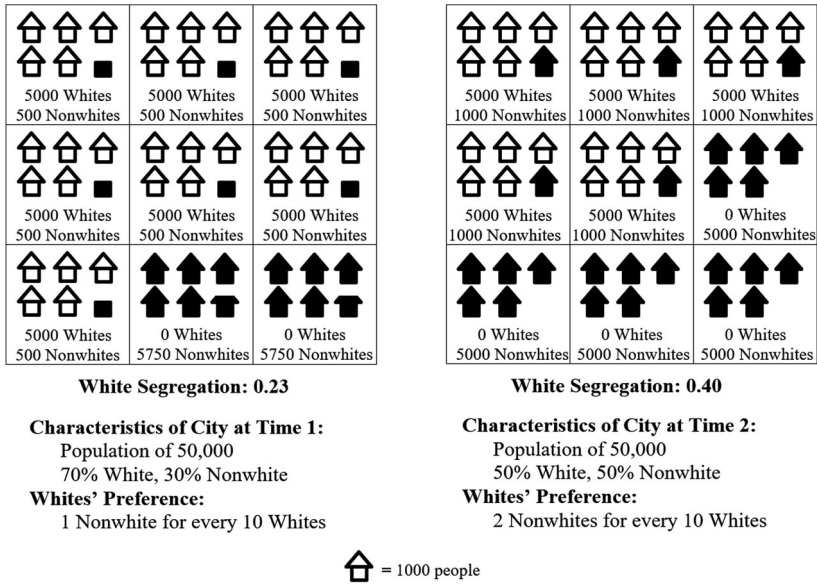 5000 Whites
500 Nonwhites
5000 Whites
500 Nonwhites
5000 Whites
500 Nonwhites
5000 Whites
500 Nonwhites
5000 Whites
500 Nonwhites
5000 Whites
500 Nonwhites
5000 Whites
500 Nonwhites
0 Whites
5750 Nonwhites
0 Whites
5750 Nonwhites
White Segregation: 0.23
Characteristics of City at Time 1:
Population of 50,000
70% White, 30% Nonwhite
Whites' Preference:
1 Nonwhite for every 10 Whites
5000 Whites
1000 Nonwhites
5000 Whites
1000 Nonwhites
5000 Whites
1000 Nonwhites
5000 Whites
1000 Nonwhites
5000 Whites
1000 Nonwhites
0 Whites
5000 Nonwhites
0 Whites
5000 Nonwhites
0 Whites
5000 Nonwhites
0 Whites
5000 Nonwhites
White Segregation: 0.40
Characteristics of City at Time 2:
Population of 50,000
50% White, 50% Nonwhite
Whites' Preference:
2 Nonwhites for every 10 Whites
= 1000 people